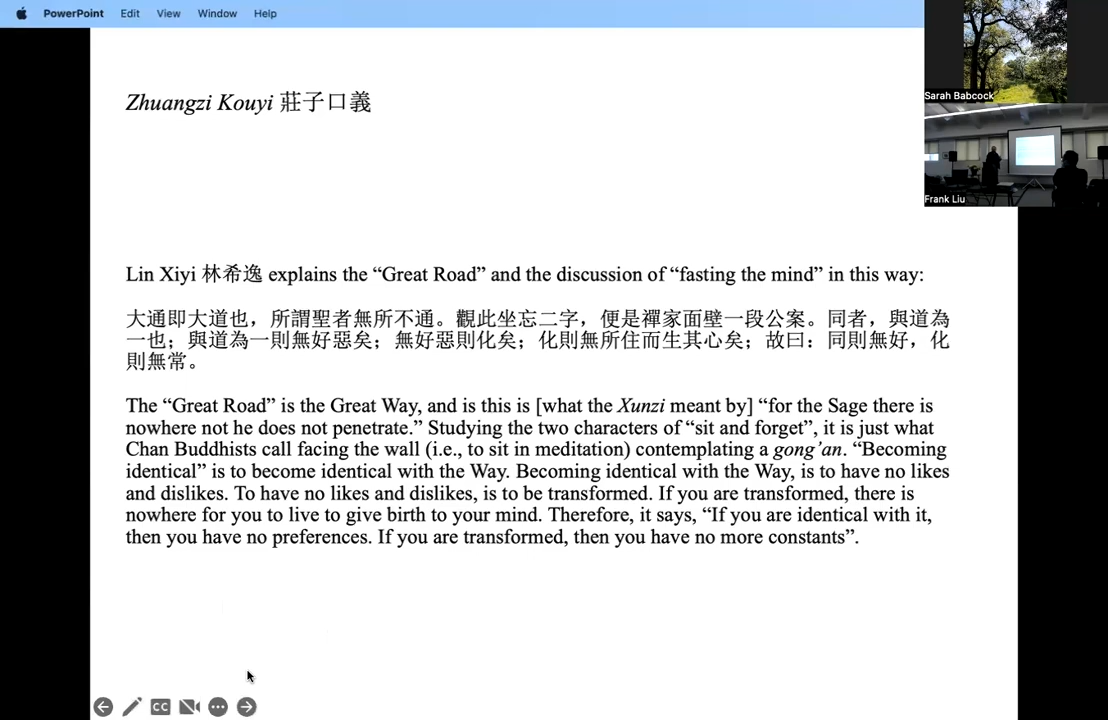 PowerPoint Edit View Window Help
Sarah Babcock
Frank Liu
Zhuangzi Kouyi 莊子口義
Lin Xiyi 林希逸 explains the “Great Road” and the discussion of “fasting the mind” in this way:
大通即大道也，所謂聖者無所不通。觀此坐忘二字，便是禪家面壁一段公案。同者，與道為
一也；與道為一則無好惡矣；無好惡則化矣；化則無所住而生其心矣；故曰：同則無好，化
則無常。
The “Great Road” is the Great Way, and is this is [what the Xunzi meant by] “for the Sage there is
nowhere not he does not penetrate.” Studying the two characters of “sit and forget”, it is just what
Chan Buddhists call facing the wall (i.e., to sit in meditation) contemplating a gong’an. “Becoming
identical” is to become identical with the Way. Becoming identical with the Way, is to have no likes
and dislikes. To have no likes and dislikes, is to be transformed. If you are transformed, there is
nowhere for you to live to give birth to your mind. Therefore, it says, “If you are identical with it,
then you have no preferences. If you are transformed, then you have no more constants”.
CC